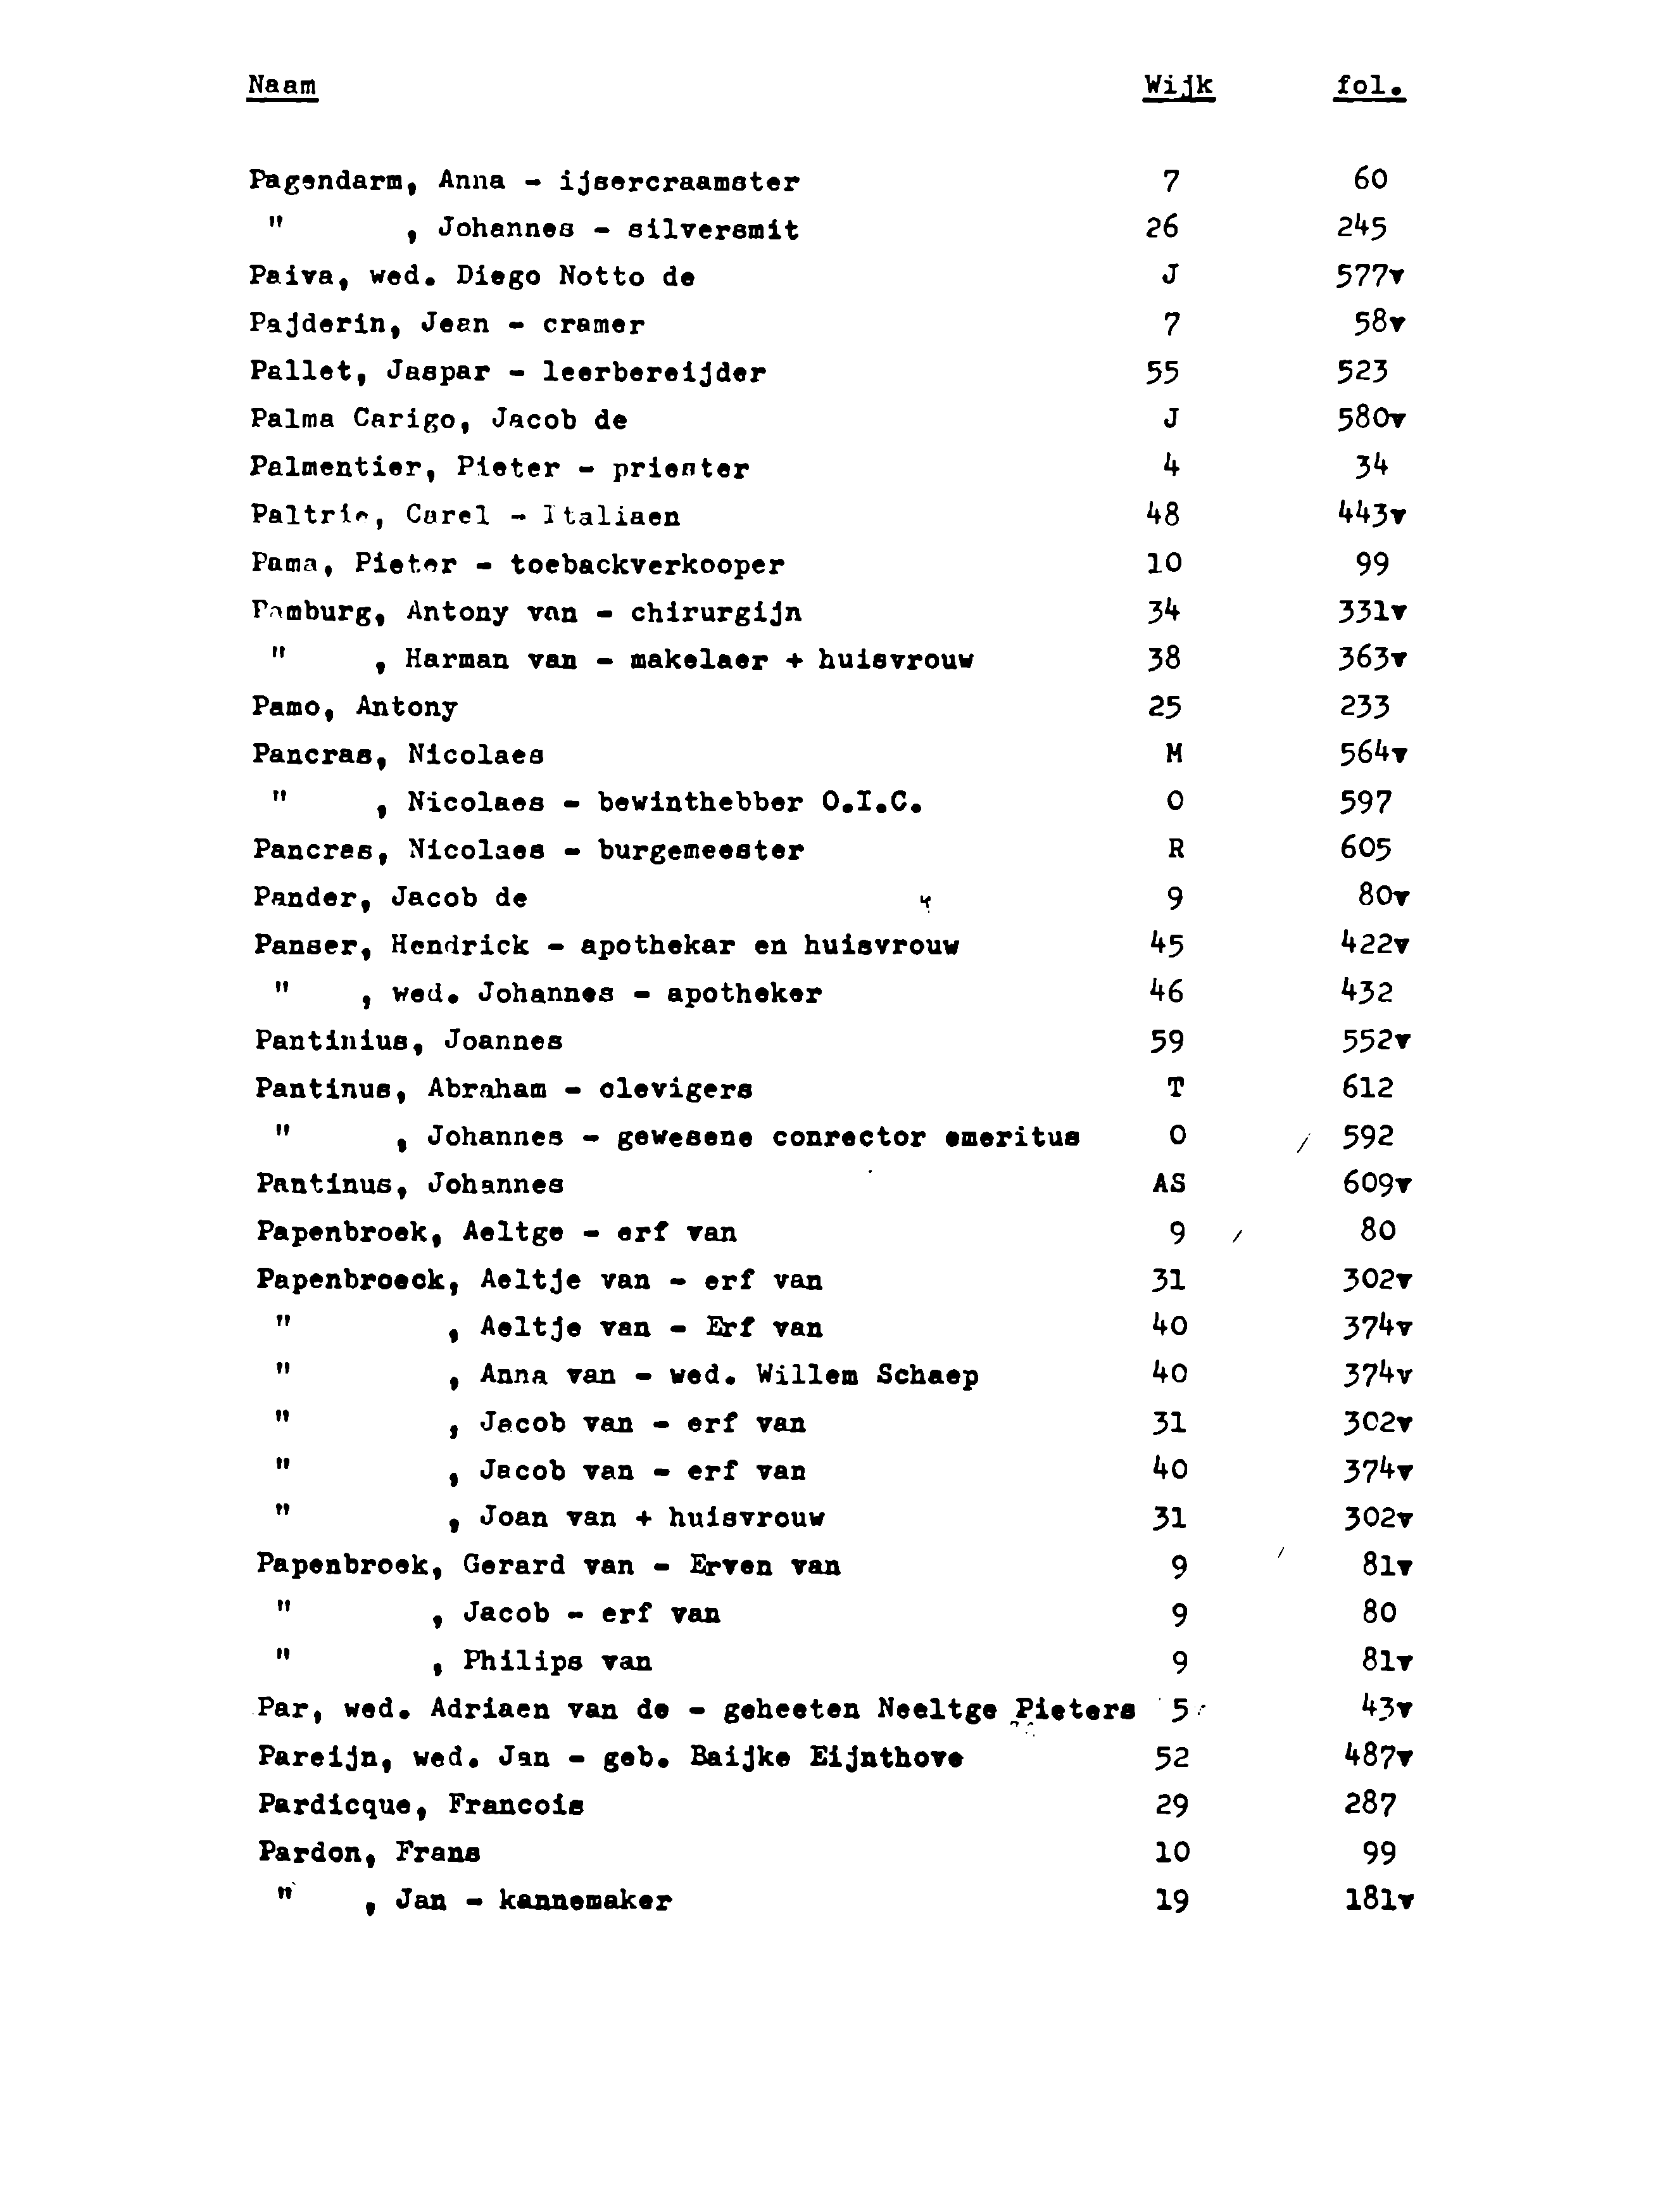 Naam Wijk fol.
Pagendarm, Anna - ijsercraamster 7 60
" , Johannes - silversmit 26 245
Paiva, wed. Diego Notto de J 577v
Pajderin, Jean - cramer 7 58v
Pallet, Jaspar - leerbereijder 55 523
Palma Carigo, Jacob de J 580v
Palmentier, Pieter - priester 4 34
Paltrie, Carel - Italiaen 48 443v
Pama, Pieter - toebackverkooper 10 99
Pamburg, Antony van - chirurgijn 34 331v
" , Harman van - makelaer + huisvrouw 38 363v
Pamo, Antony 25 233
Pancras, Nicolaes M 564v
" , Nicolaes - bewinthebber O.I.C. O 597
Pancras, Nicolaes - burgemeester R 605
Pander, Jacob de 9 80v
Panser, Hendrick - apothekar en huisvrouw 45 422v
" , wed. Johannes - apotheker 46 432
Pantinius, Joannes 59 552v
Pantinus, Abraham - clevigers T 612
" , Johannes - gewesene conrector emeritus O 592
Pantinus, Johannes AS 609v
Papenbroek, Aeltge - erf van 9 80
Papenbroeck, Aeltje van - erf van 31 302v
" , Aeltje van - Erf van 40 374v
" , Anna van - wed. Willem Schaep 40 374v
" , Jacob van - erf van 31 302v
" , Jacob van - erf van 40 374v
" , Joan van + huisvrouw 31 302v
Papenbroek, Gerard van - Erven van 9 81v
" , Jacob - erf van 9 80
" , Philips van 9 81v
Par, wed. Adriaen van de - geheeten Neeltge Pieters 5 43v
Pareijn, wed. Jan - geb. Baijke Eijnthove 52 487v
Pardicque, Francois 29 287
Pardon, Frans 10 99
" , Jan - kannemaker 19 181v